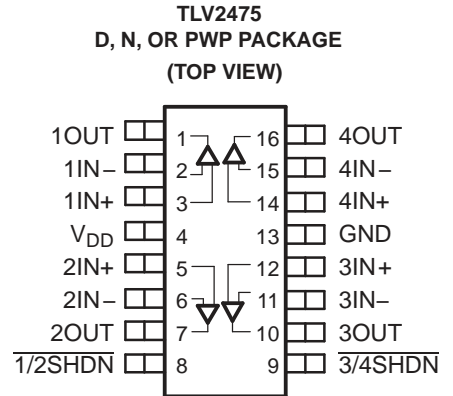 TLV2475
D, N, OR PWP PACKAGE
(TOP VIEW)
1OUT 1 16 4OUT
1IN− 2 15 4IN−
1IN+ 3 14 4IN+
VDD 4 13 GND
2IN+ 5 12 3IN+
2IN− 6 11 3IN−
2OUT 7 10 3OUT
1/2SHDN 8 9 3/4SHDN